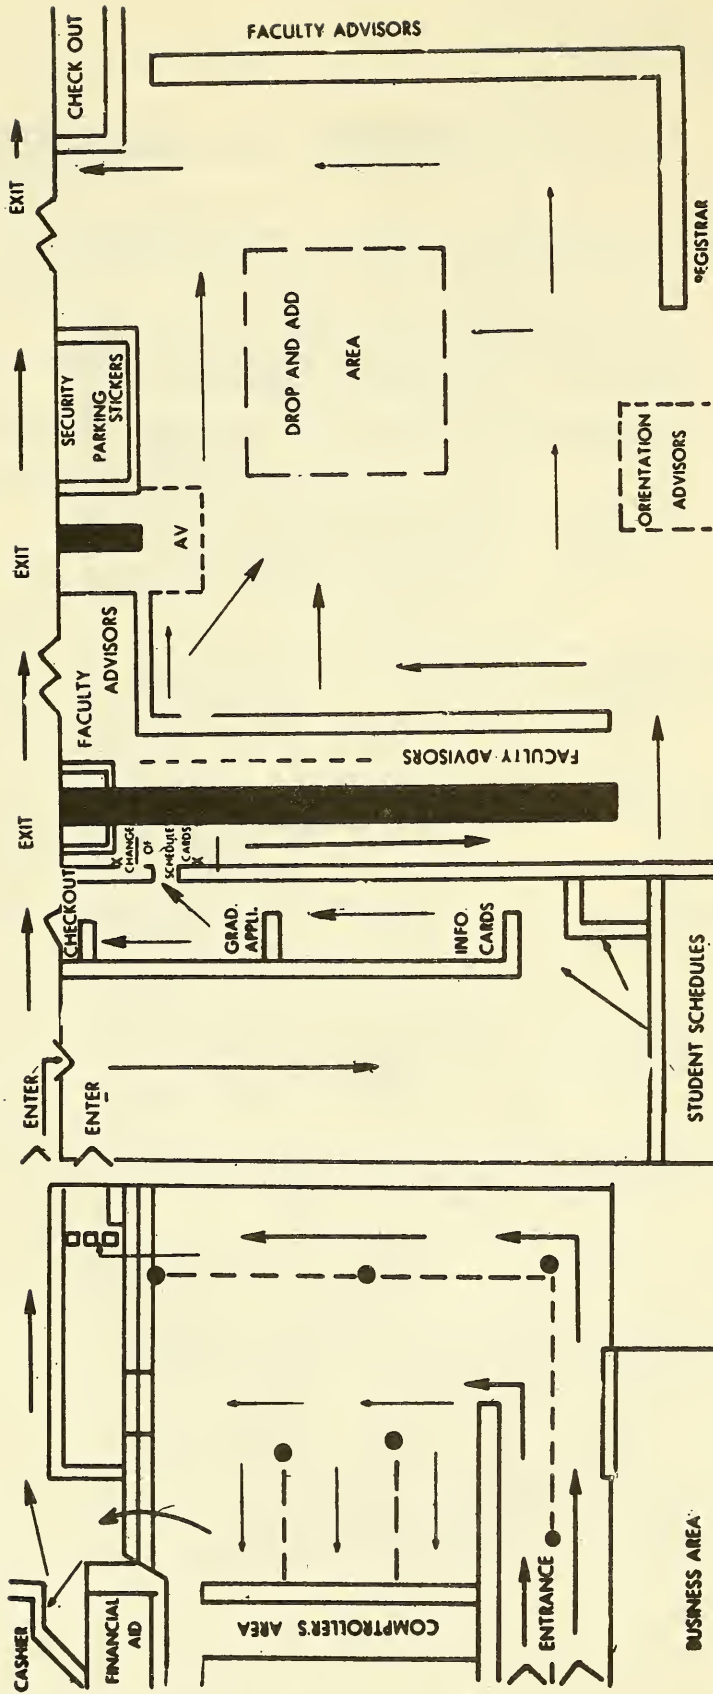 FACULTY ADVISORS
CHECK OUT
EXIT
REGISTRAR
SECURITY
PARKING
STICKERS
DROP AND ADD
AREA
EXIT
AV
ORIENTATION
ADVISORS
FACULTY
ADVISORS
FACULTY ADVISORS
EXIT
CHECKOUT
X
CHANGE
OF
SCHEDULE
CARDS
X
GRAD.
APPLI.
INFO.
CARDS
STUDENT SCHEDULES
ENTER
ENTER
CASHIER
FINANCIAL
AID
COMPTROLLER'S AREA
ENTRANCE
BUSINESS AREA